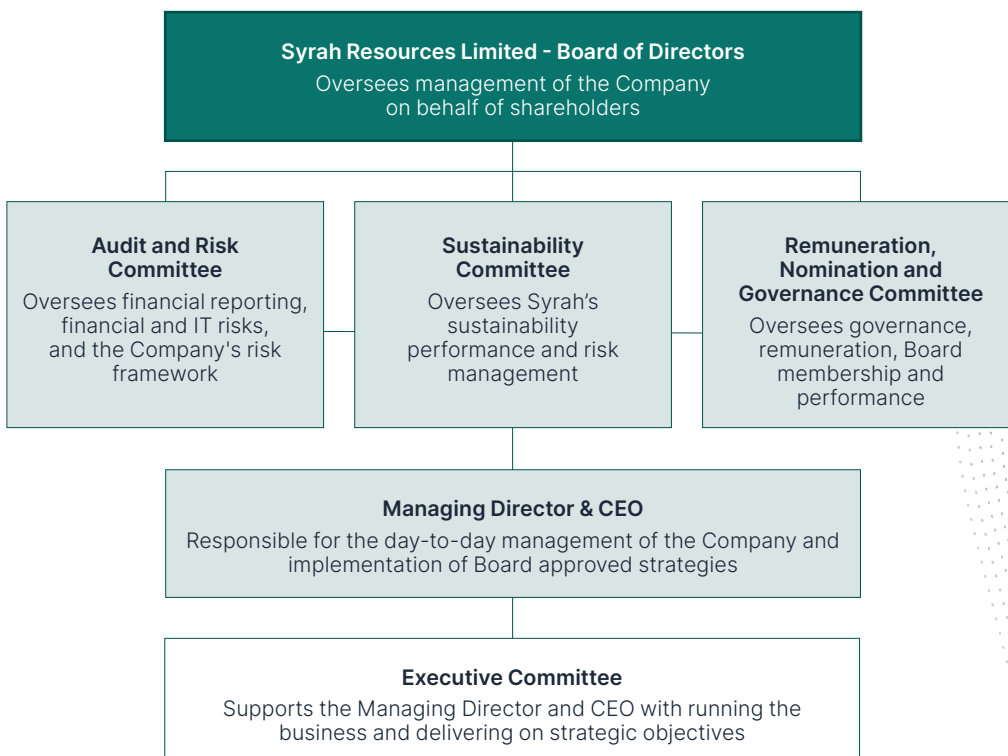 Syrah Resources Limited - Board of Directors
Oversees management of the Company
on behalf of shareholders
Audit and Risk
Committee
Oversees financial reporting,
financial and IT risks,
and the Company's risk
framework
Sustainability
Committee
Oversees Syrah’s
sustainability
performance and risk
management
Remuneration,
Nomination and
Governance Committee
Oversees governance,
remuneration, Board
membership and
performance
Managing Director & CEO
Responsible for the day-to-day management of the Company and
implementation of Board approved strategies
Executive Committee
Supports the Managing Director and CEO with running the
business and delivering on strategic objectives